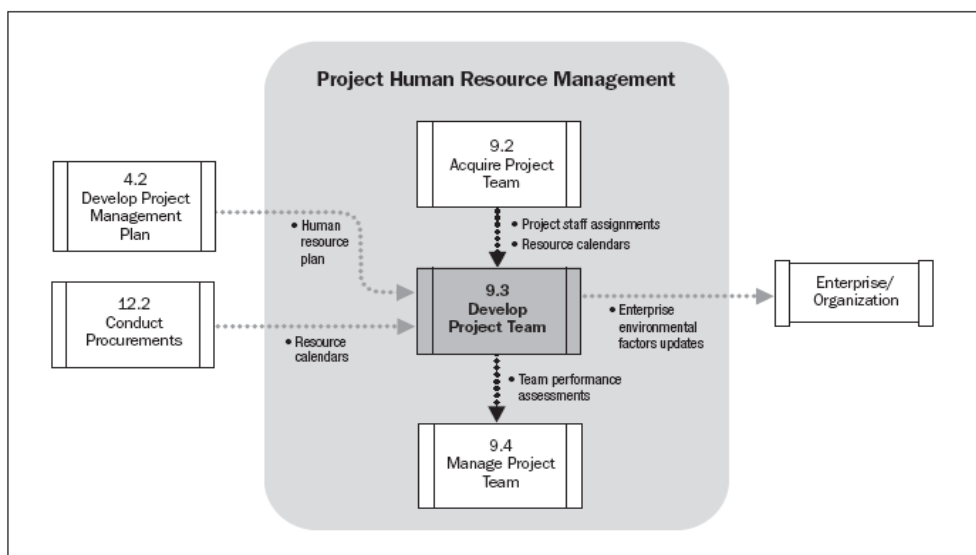 Project Human Resource Management
9.2
Acquire Project
Team
4.2
Develop Project
Management
Plan
• Human
resource
plan
• Project staff assignments
• Resource calendars
12.2
Conduct
Procurements
• Resource
calendars
9.3
Develop
Project Team
• Enterprise
environmental
factors updates
Enterprise/
Organization
• Team performance
assessments
9.4
Manage Project
Team